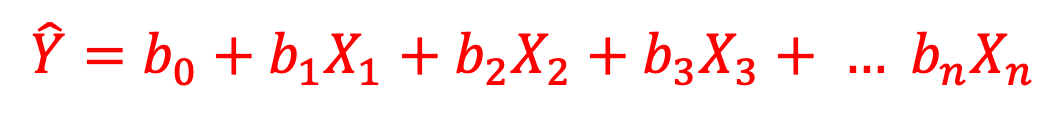 Ŷ = b₀ + b₁X₁ + b₂X₂ + b₃X₃ + … bₙXₙ